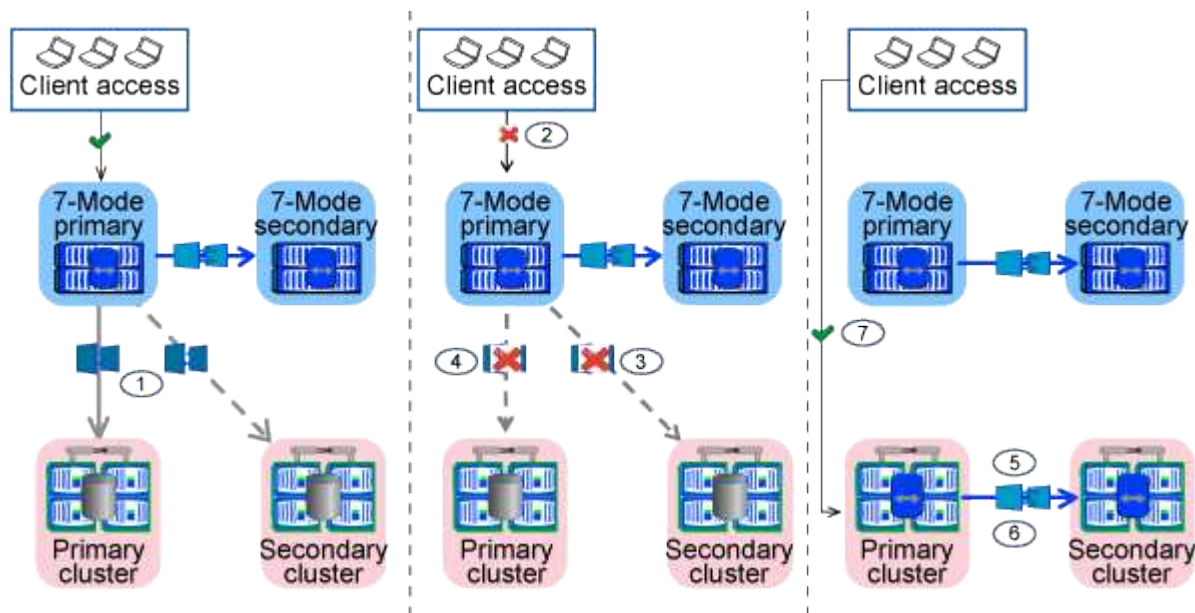 Client access
2
7-Mode
primary
7-Mode
secondary
1
Primary
cluster
Secondary
cluster
Client access
7-Mode
primary
7-Mode
secondary
4
3
Primary
cluster
Secondary
cluster
Client access
7-Mode
primary
7-Mode
secondary
7
5
6
Primary
cluster
Secondary
cluster